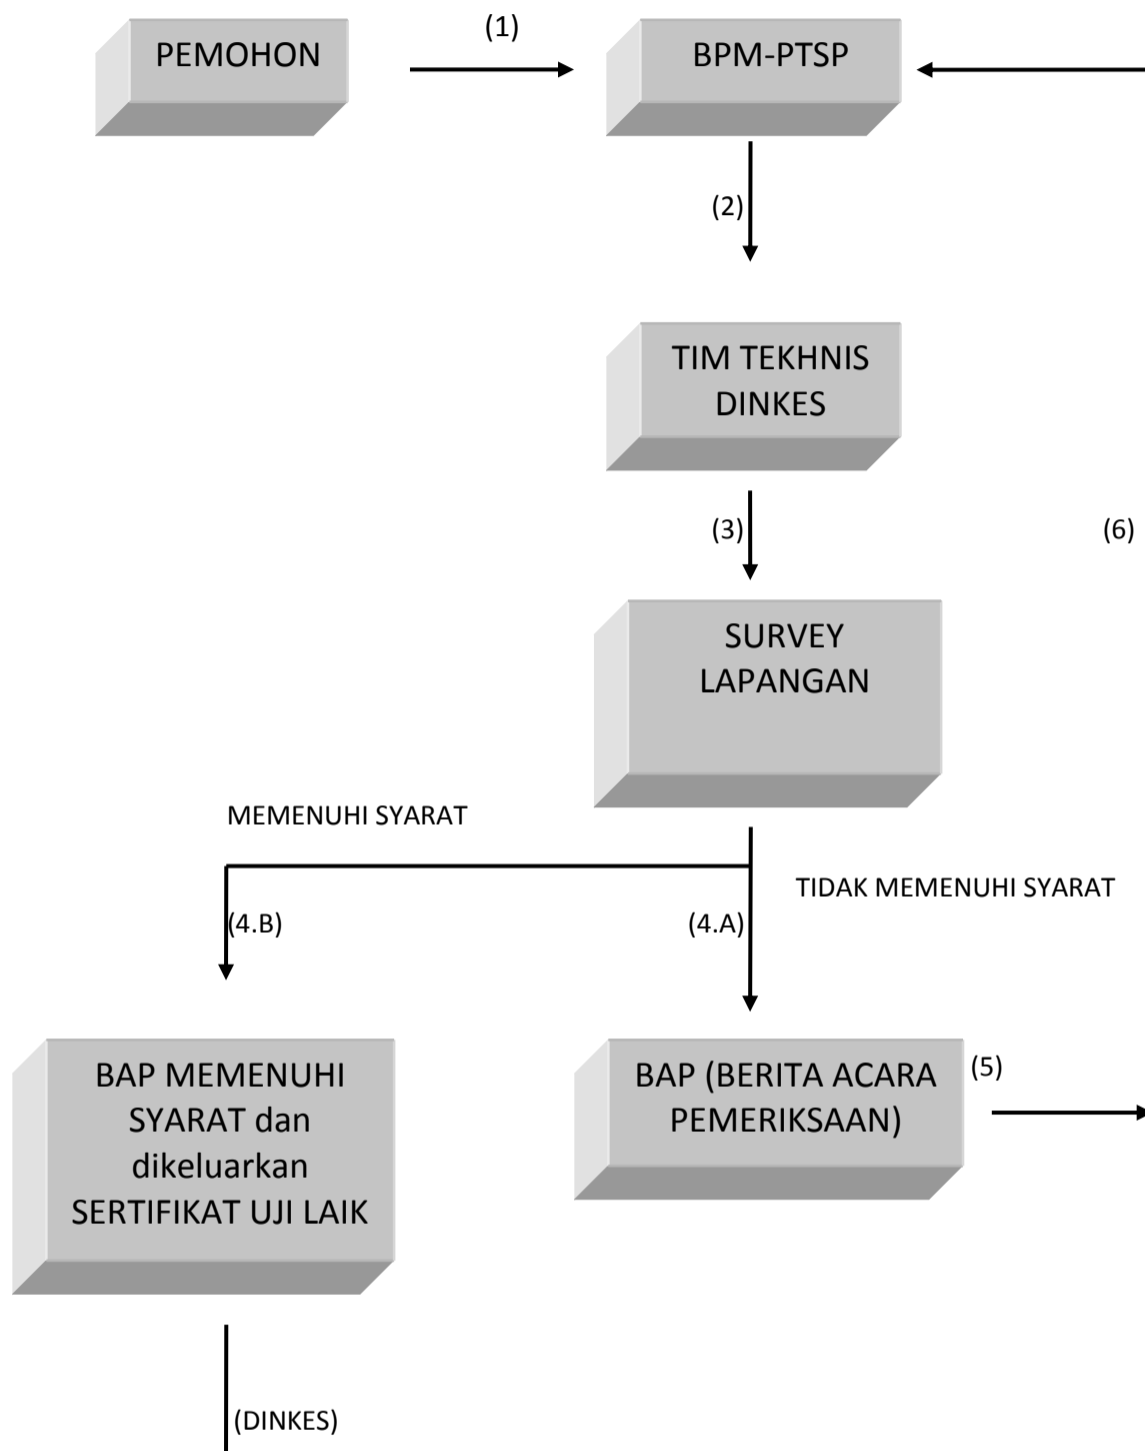 (1)
PEMOHON
BPM-PTSP
(2)
TIM TEKHNIS
DINKES
(3)
(6)
SURVEY
LAPANGAN
MEMENUHI SYARAT
TIDAK MEMENUHI SYARAT
(4.B)
(4.A)
BAP MEMENUHI
SYARAT dan
dikeluarkan
SERTIFIKAT UJI LAIK
BAP (BERITA ACARA
PEMERIKSAAN)
(5)
(DINKES)